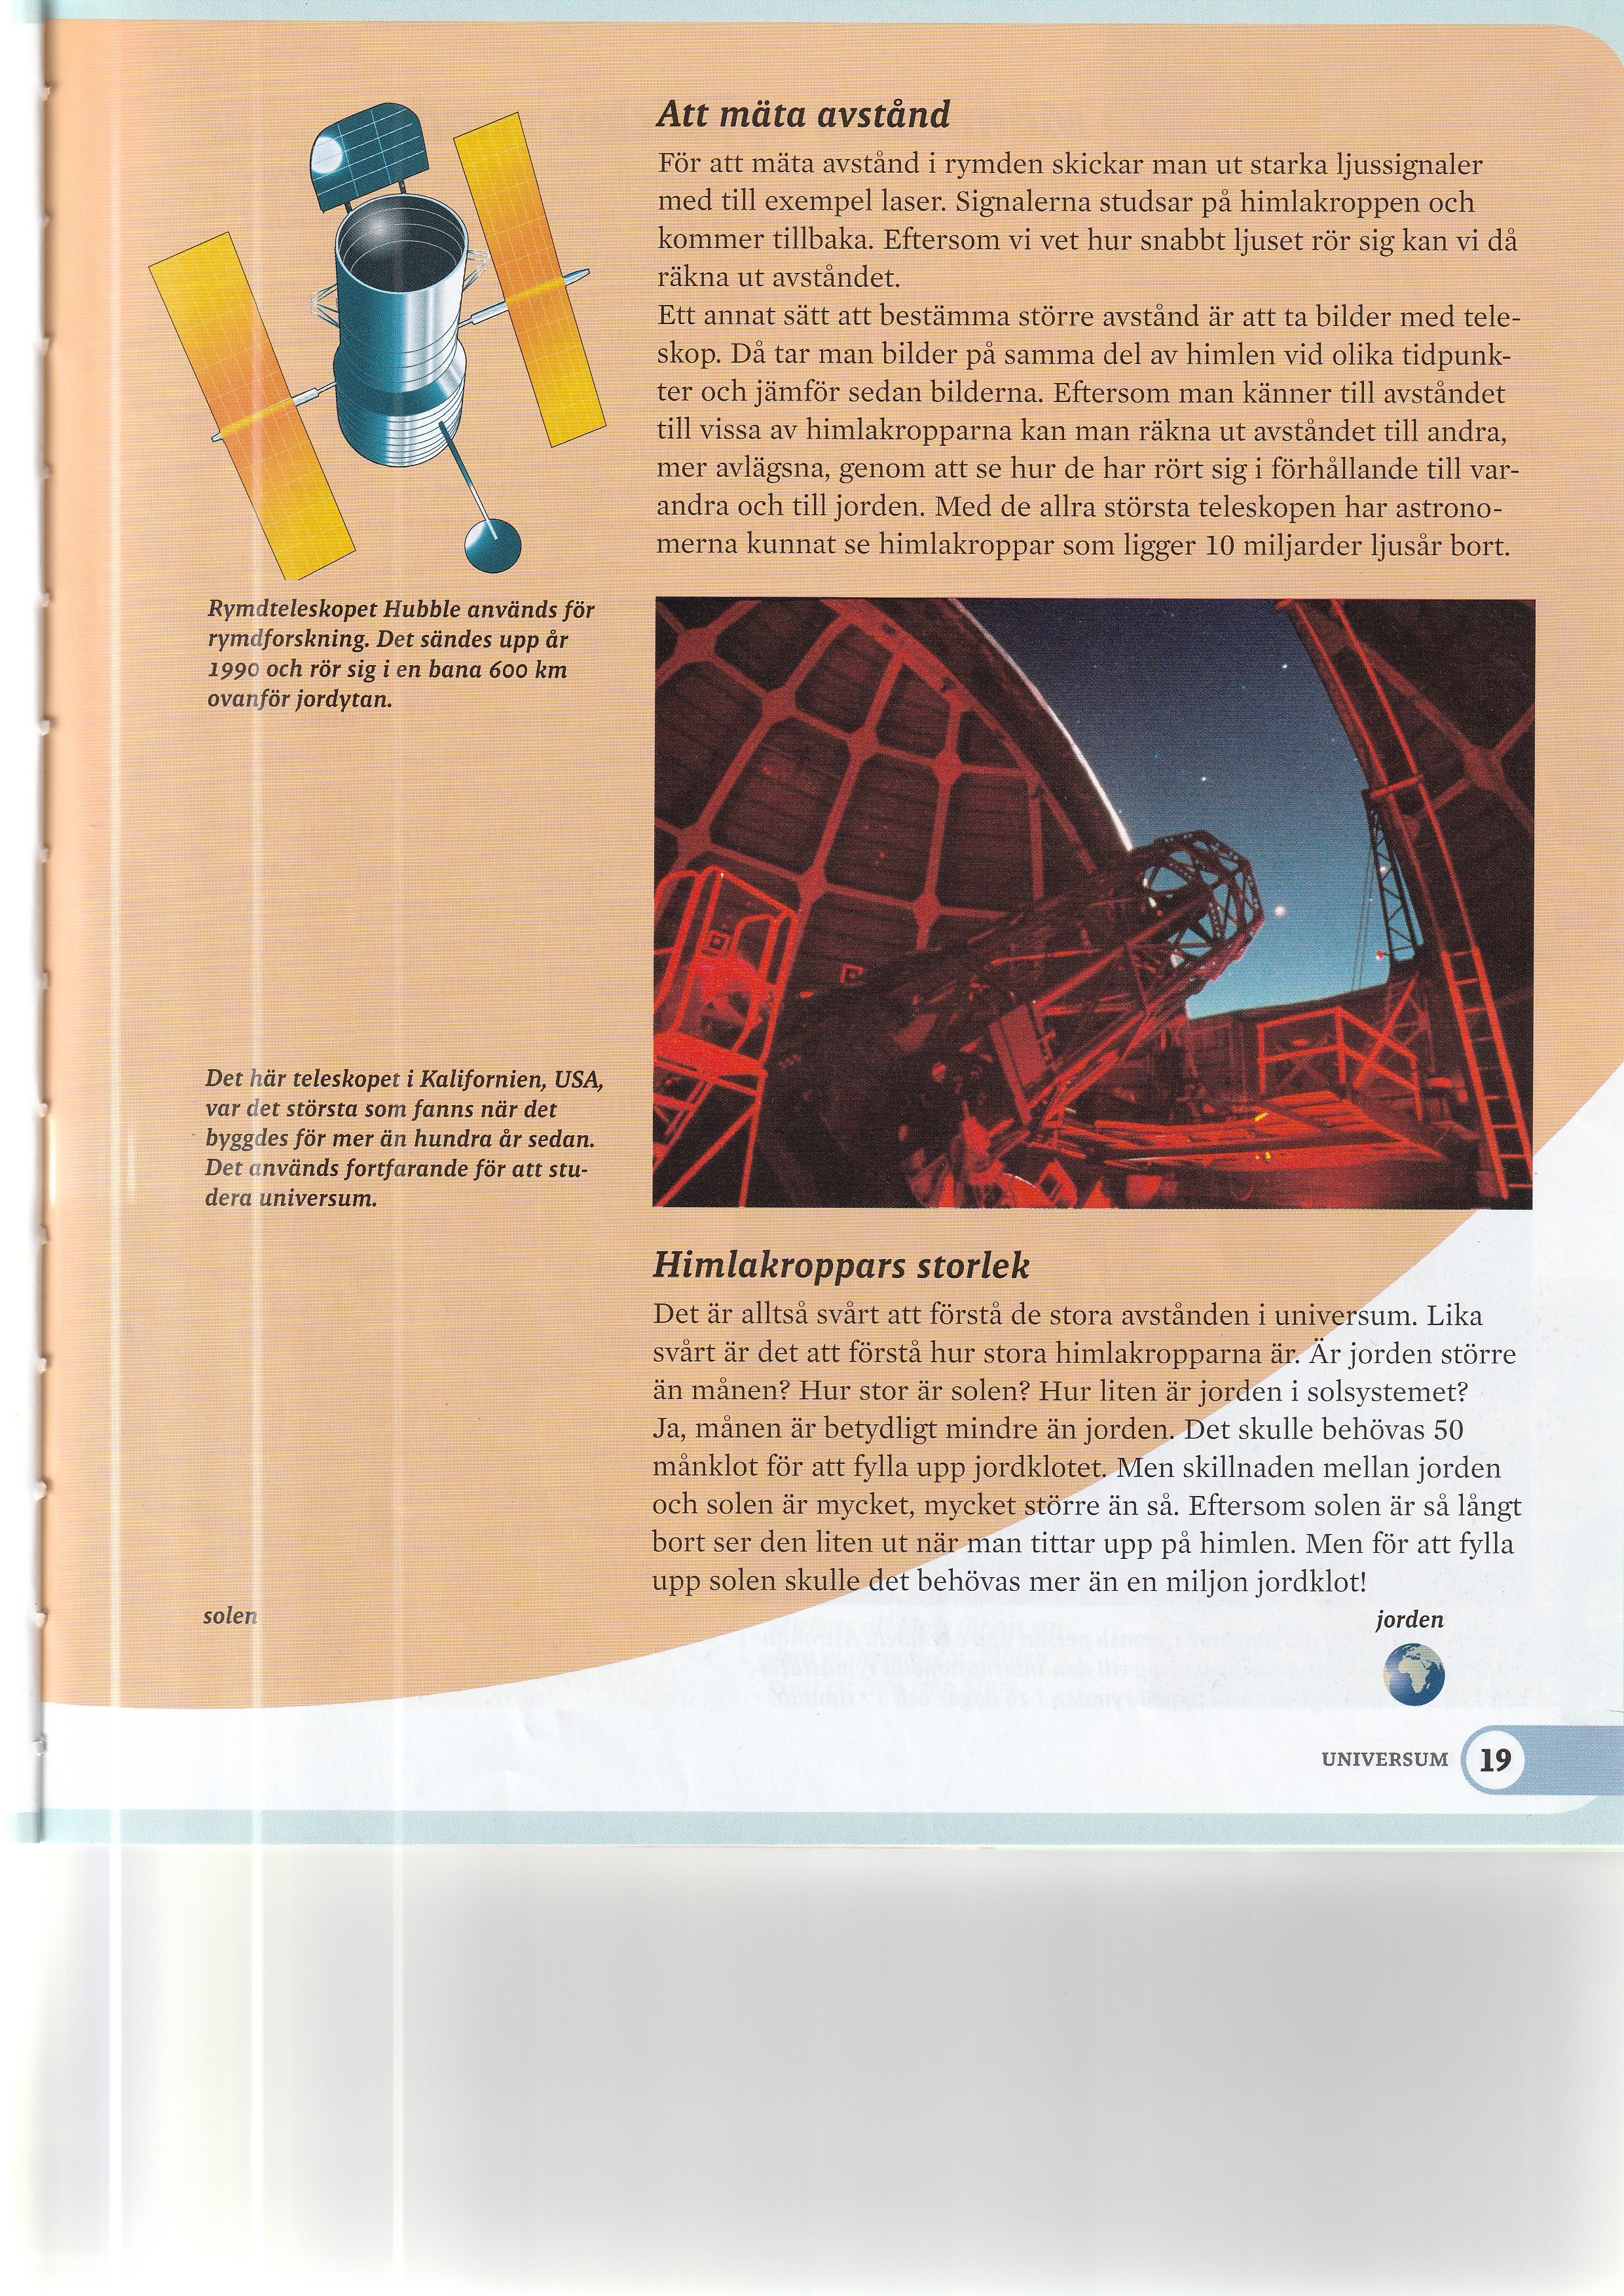 Att mäta avstånd
För att mäta avstånd i rymden skickar man ut starka ljussignaler
med till exempel laser. Signalerna studsar på himlakroppen och
kommer tillbaka. Eftersom vi vet hur snabbt ljuset rör sig kan vi då
räkna ut avståndet.
Ett annat sätt att bestämma större avstånd är att ta bilder med tele-
skop. Då tar man bilder på samma del av himlen vid olika tidpunk-
ter och jämför sedan bilderna. Eftersom man känner till avståndet
till vissa av himlakropparna kan man räkna ut avståndet till andra,
mer avlägsna, genom att se hur de har rört sig i förhållande till var-
andra och till jorden. Med de allra största teleskopen har astrono-
merna kunnat se himlakroppar som ligger 10 miljarder ljusår bort.
Rymdteleskopet Hubble används för
rymdforskning. Det sändes upp år
1990 och rör sig i en bana 600 km
ovanför jordytan.
Det här teleskopet i Kalifornien, USA,
var det största som fanns när det
byggdes för mer än hundra år sedan.
Det används fortfarande för att stu-
dera universum.
Himlakroppars storlek
Det är alltså svårt att förstå de stora avstånden i universum. Lika
svårt är det att förstå hur stora himlakropparna är. Är jorden större
än månen? Hur stor är solen? Hur liten är jorden i solsystemet?
Ja, månen är betydligt mindre än jorden. Det skulle behövas 50
månklot för att fylla upp jordklotet. Men skillnaden mellan jorden
och solen är mycket, mycket större än så. Eftersom solen är så långt
bort ser den liten ut när man tittar upp på himlen. Men för att fylla
upp solen skulle det behövas mer än en miljon jordklot!
solen
jorden
UNIVERSUM 19